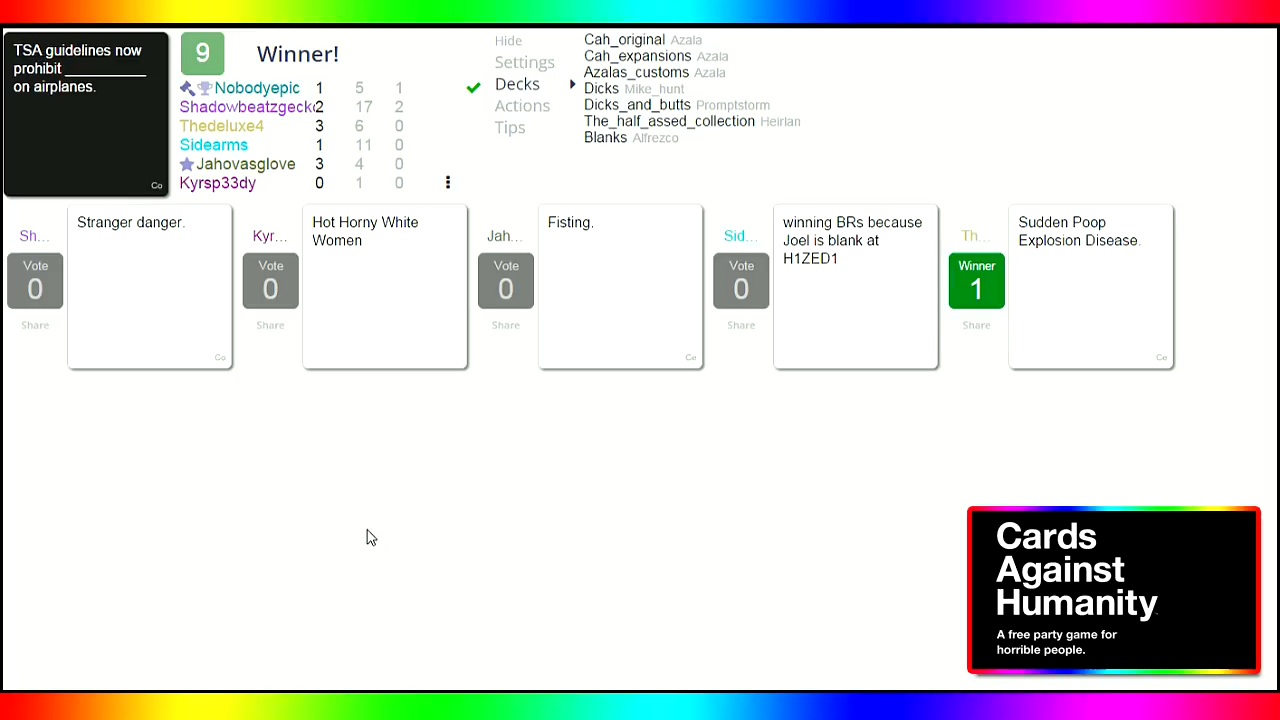 TSA guidelines now
prohibit ___________
on airplanes.
Co
9
Winner!
Nobodyepic 1 5 1
Shadowbeatzgeck 2 17 2
Thedeluxe4 3 6 0
Sidearms 1 11 0
Jahovasglove 3 4 0
Kyrsp33dy 0 1 0
Hide
Settings
Decks
Actions
Tips
Cah_original Azala
Cah_expansions Azala
Azalas_customs Azala
Dicks Mike_hunt
Dicks_and_butts Promptstorm
The_half_assed_collection Heirlan
Blanks Alfrezco
Sh...
Vote
0
Share
Stranger danger.
Co
Kyr...
Vote
0
Share
Hot Horny White
Women
Jah...
Vote
0
Share
Fisting.
Ce
Sid...
Vote
0
Share
winning BRs because
Joel is blank at
H1ZED1
Th...
Winner
1
Share
Sudden Poop
Explosion Disease.
Ce
Cards
Against
Humanity
A free party game for
horrible people.